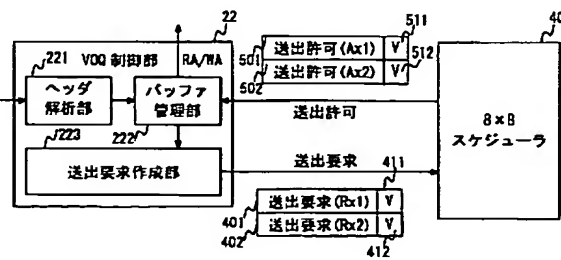 22
511
40
221
VOQ 制御部
RA/WA
501
送出許可(Ax1) V
512
502
送出許可(Ax2) V
ヘッダ
解析部
バッファ
管理部
222
送出許可
8×8
スケジューラ
223
送出要求作成部
送出要求
411
401
送出要求(Rx1) V
402
送出要求(Rx2) V
412